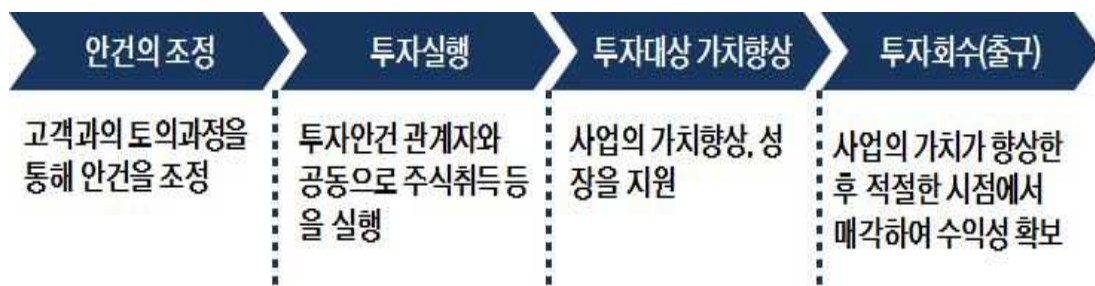 안건의 조정
투자실행
투자대상 가치향상
투자회수(출구)
고객과의 토의과정을
통해 안건을 조정
투자안건 관계자와
공동으로 주식취득 등
을 실행
사업의 가치향상, 성
장을 지원
사업의 가치가 향상한
후 적절한 시점에서
매각하여 수익성 확보